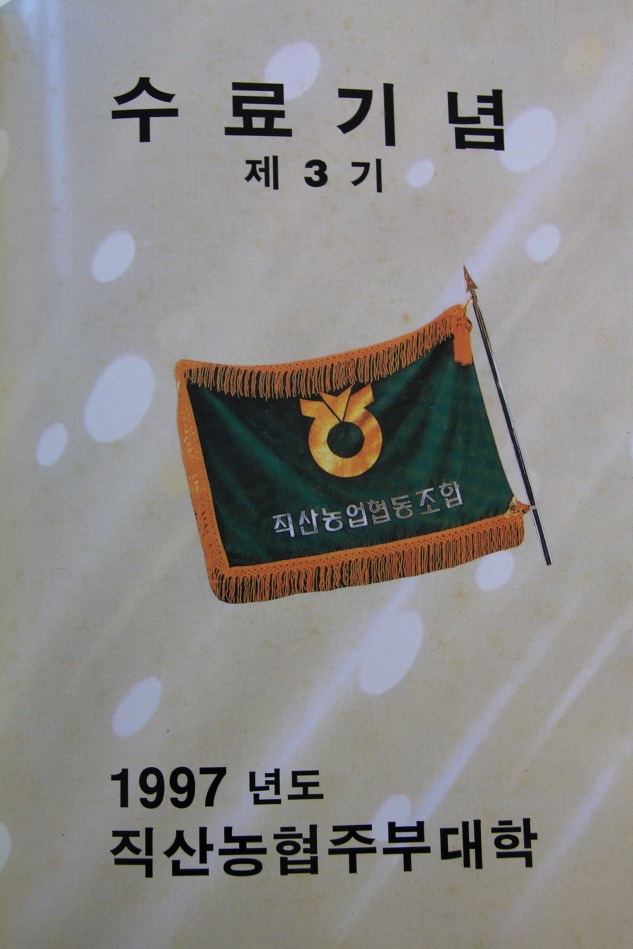 수료기념
제 3 기
직산농업협동조합
1997 년도
직산농협주부대학